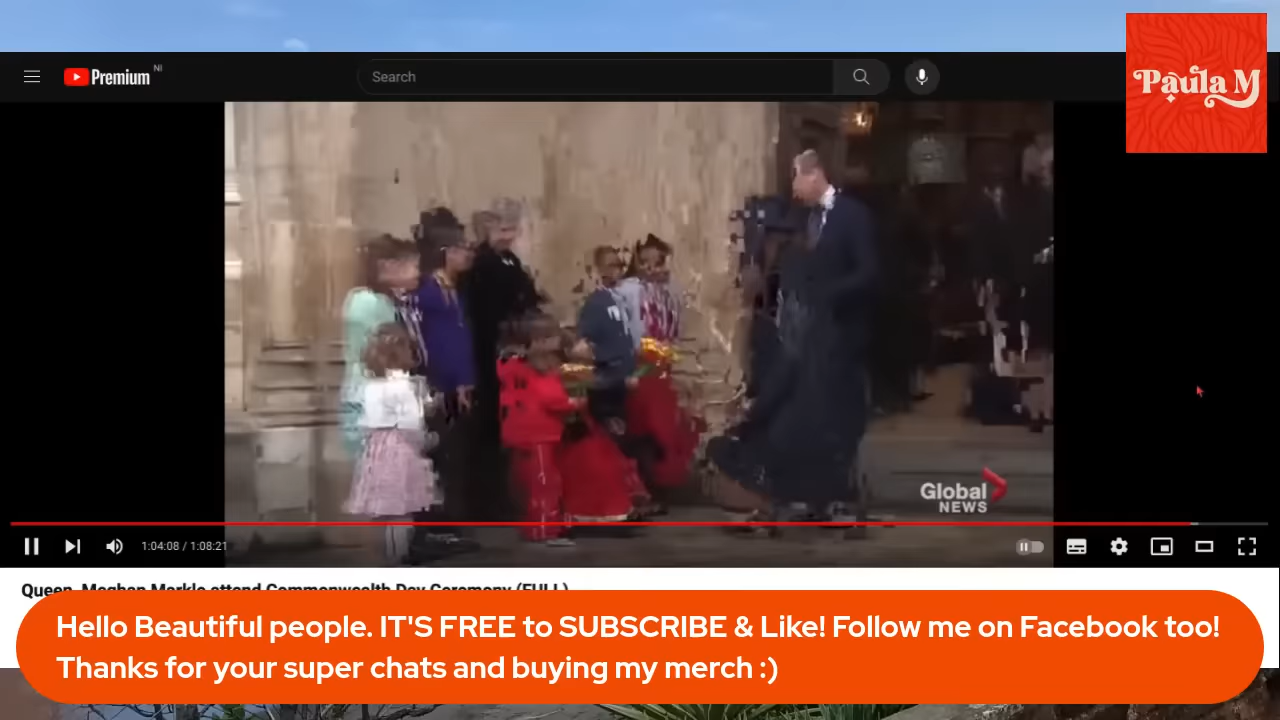 Premium NI
Search
Paula M
Global
NEWS
1:04:08 / 1:08:21
Queen, Meghan Markle attend Commonwealth Day Ceremony (FULL)
Hello Beautiful people. IT'S FREE to SUBSCRIBE & Like! Follow me on Facebook too!
Thanks for your super chats and buying my merch :)